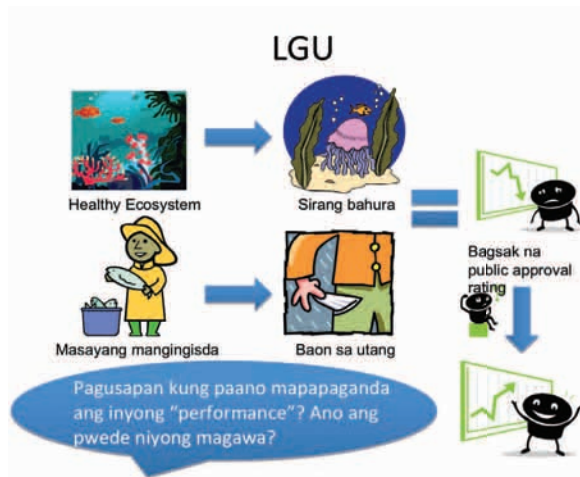 LGU
Healthy Ecosystem
Sirang bahura
Masayang mangingisda
Baon sa utang
Bagsak na
public approval
rating
Pagusapan kung paano mapapaganda
ang inyong “performance”? Ano ang
pwede niyong magawa?